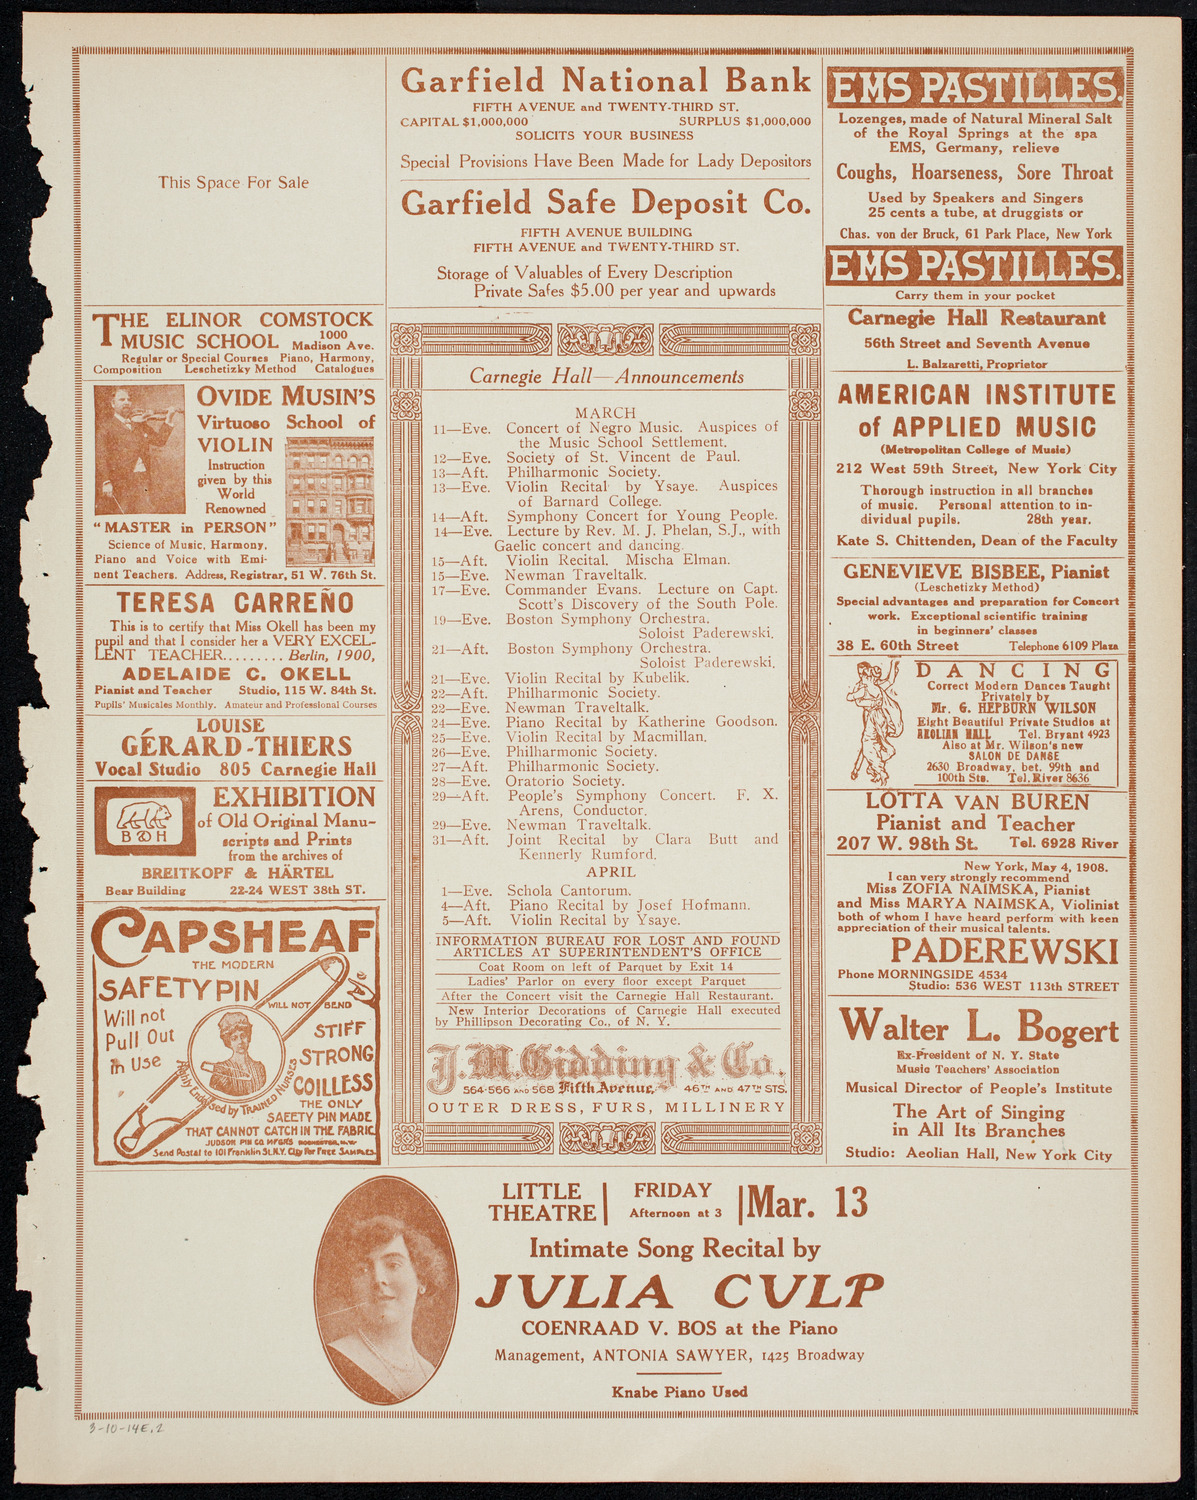 This Space For Sale
THE ELINOR COMSTOCK
MUSIC SCHOOL 1000 Madison Ave.
Regular or Special Courses Piano, Harmony,
Composition Leschetizky Method Catalogues
OVIDE MUSIN'S
Virtuoso School of
VIOLIN
Instruction
given by this
World
Renowned
"MASTER in PERSON"
Science of Music, Harmony,
Piano and Voice with Emi-
nent Teachers. Address, Registrar, 51 W. 76th St.
TERESA CARREÑO
This is to certify that Miss Okell has been my
pupil and that I consider her a VERY EXCEL-
LENT TEACHER......... Berlin, 1900,
ADELAIDE C. OKELL
Pianist and Teacher Studio, 115 W. 84th St.
Pupils' Musicales Monthly. Amateur and Professional Courses
LOUISE
GÉRARD-THIERS
Vocal Studio 805 Carnegie Hall
B & H
EXHIBITION
of Old Original Manu-
scripts and Prints
from the archives of
BREITKOPF & HÄRTEL
Bear Building 22-24 WEST 38th ST.
CAPSHEAF
THE MODERN
SAFETY PIN
WILL NOT BEND
Will not
Pull Out
in Use
STIFF
STRONG
COILLESS
Highly Endorsed by TRAINED NURSES
THE ONLY
SAFETY PIN MADE
THAT CANNOT CATCH IN THE FABRIC
JUDSON PIN CO. MFGRS ROCHESTER, N.Y.
Send Postal to 101 Franklin St. N.Y. City For Free SAMPLES.
Garfield National Bank
FIFTH AVENUE and TWENTY-THIRD ST.
CAPITAL $1,000,000 SURPLUS $1,000,000
SOLICITS YOUR BUSINESS
Special Provisions Have Been Made for Lady Depositors
Garfield Safe Deposit Co.
FIFTH AVENUE BUILDING
FIFTH AVENUE and TWENTY-THIRD ST.
Storage of Valuables of Every Description
Private Safes $5.00 per year and upwards
Carnegie Hall—Announcements
MARCH
11—Eve. Concert of Negro Music. Auspices of
the Music School Settlement.
12—Eve. Society of St. Vincent de Paul.
13—Aft. Philharmonic Society.
13—Eve. Violin Recital by Ysaye. Auspices
of Barnard College.
14—Aft. Symphony Concert for Young People.
14—Eve. Lecture by Rev. M. J. Phelan, S.J., with
Gaelic concert and dancing.
15—Aft. Violin Recital. Mischa Elman.
15—Eve. Newman Traveltalk.
17—Eve. Commander Evans. Lecture on Capt.
Scott's Discovery of the South Pole.
19—Eve. Boston Symphony Orchestra.
Soloist Paderewski.
21—Aft. Boston Symphony Orchestra.
Soloist Paderewski.
21—Eve. Violin Recital by Kubelik.
22—Aft. Philharmonic Society.
22—Eve. Newman Traveltalk.
24—Eve. Piano Recital by Katherine Goodson.
25—Eve. Violin Recital by Macmillan.
26—Eve. Philharmonic Society.
27—Aft. Philharmonic Society.
28—Eve. Oratorio Society.
29—Aft. People's Symphony Concert. F. X.
Arens, Conductor.
29—Eve. Newman Traveltalk.
31—Aft. Joint Recital by Clara Butt and
Kennerly Rumford.
APRIL
1—Eve. Schola Cantorum.
4—Aft. Piano Recital by Josef Hofmann.
5—Aft. Violin Recital by Ysaye.
INFORMATION BUREAU FOR LOST AND FOUND
ARTICLES AT SUPERINTENDENT'S OFFICE
Coat Room on left of Parquet by Exit 14
Ladies' Parlor on every floor except Parquet
After the Concert visit the Carnegie Hall Restaurant.
New Interior Decorations of Carnegie Hall executed
by Phillipson Decorating Co., of N. Y.
J. M. Gidding & Co.
564-566 AND 568 Fifth Avenue, 46TH AND 47TH STS.
OUTER DRESS, FURS, MILLINERY
EMS PASTILLES.
Lozenges, made of Natural Mineral Salt
of the Royal Springs at the spa
EMS, Germany, relieve
Coughs, Hoarseness, Sore Throat
Used by Speakers and Singers
25 cents a tube, at druggists or
Chas. von der Bruck, 61 Park Place, New York
EMS PASTILLES.
Carry them in your pocket
Carnegie Hall Restaurant
56th Street and Seventh Avenue
L. Balzaretti, Proprietor
AMERICAN INSTITUTE
of APPLIED MUSIC
(Metropolitan College of Music)
212 West 59th Street, New York City
Thorough instruction in all branches
of music. Personal attention to in-
dividual pupils. 28th year.
Kate S. Chittenden, Dean of the Faculty
GENEVIEVE BISBEE, Pianist
(Leschetizky Method)
Special advantages and preparation for Concert
work. Exceptional scientific training
in beginners' classes
38 E. 60th Street Telephone 6109 Plaza
DANCING
Correct Modern Dances Taught
Privately by
Mr. G. HEPBURN WILSON
Eight Beautiful Private Studios at
AEOLIAN HALL Tel. Bryant 4923
Also at Mr. Wilson's new
SALON DE DANSE
2630 Broadway, bet. 99th and
100th Sts. Tel. River 8636
LOTTA VAN BUREN
Pianist and Teacher
207 W. 98th St. Tel. 6928 River
New York, May 4, 1908.
I can very strongly recommend
Miss ZOFIA NAIMSKA, Pianist
and Miss MARYA NAIMSKA, Violinist
both of whom I have heard perform with keen
appreciation of their musical talents.
PADEREWSKI
Phone MORNINGSIDE 4534
Studio: 536 WEST 113th STREET
Walter L. Bogert
Ex-President of N. Y. State
Music Teachers' Association
Musical Director of People's Institute
The Art of Singing
in All Its Branches
Studio: Aeolian Hall, New York City
LITTLE THEATRE | FRIDAY Afternoon at 3 | Mar. 13
Intimate Song Recital by
JULIA CULP
COENRAAD V. BOS at the Piano
Management, ANTONIA SAWYER, 1425 Broadway
Knabe Piano Used
3-10-14E.2